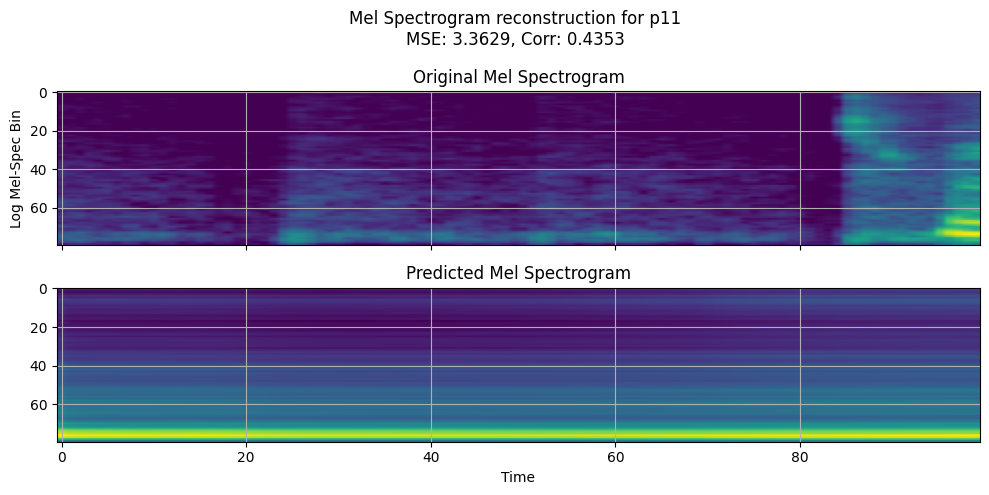 Mel Spectrogram reconstruction for p11
MSE: 3.3629, Corr: 0.4353
Original Mel Spectrogram
0
20
40
60
Log Mel-Spec Bin
Predicted Mel Spectrogram
0
20
40
60
0 20 40 60 80
Time